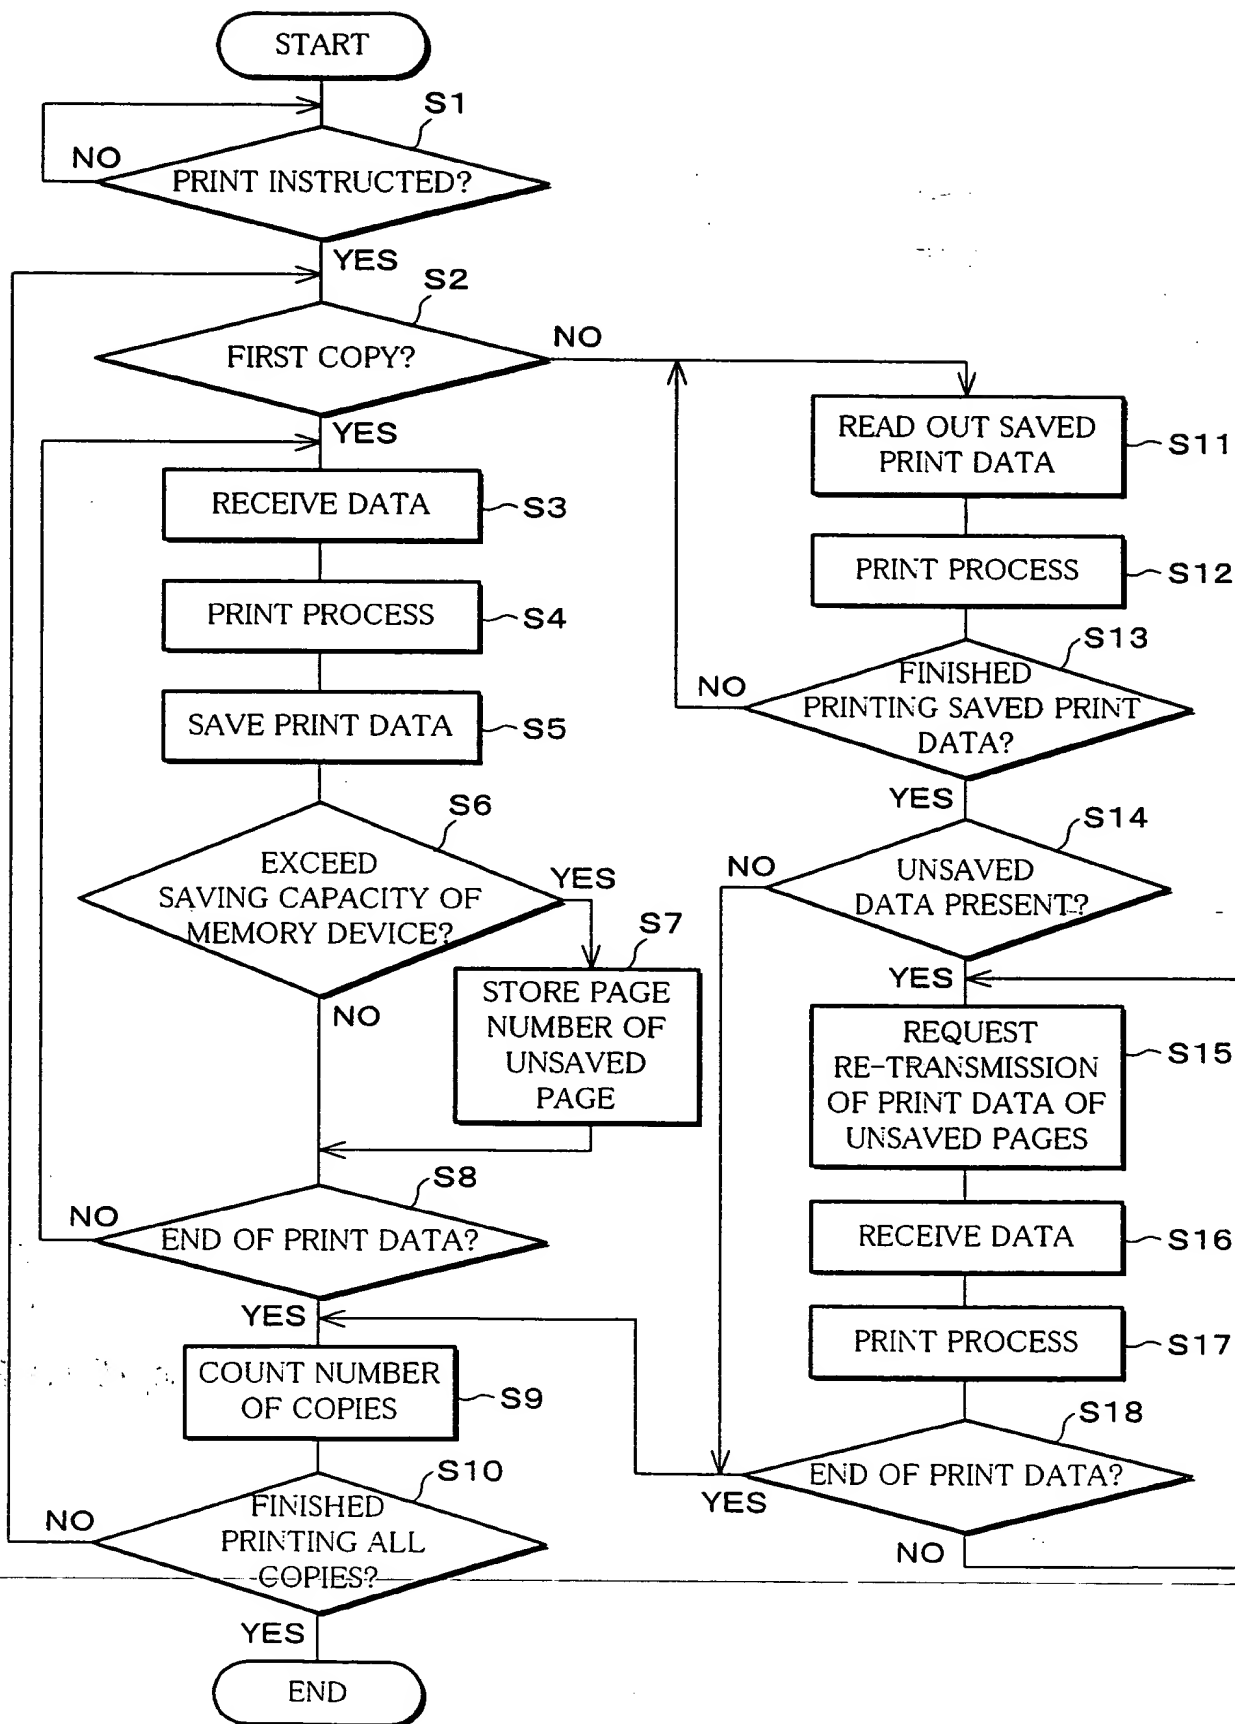 START
S1
NO
PRINT INSTRUCTED?
YES
S2
NO
FIRST COPY?
YES
RECEIVE DATA
S3
PRINT PROCESS
S4
SAVE PRINT DATA
S5
S6
EXCEED
SAVING CAPACITY OF
MEMORY DEVICE?
YES
S7
NO
STORE PAGE
NUMBER OF
UNSAVED
PAGE
S8
NO
END OF PRINT DATA?
YES
COUNT NUMBER
OF COPIES
S9
S10
NO
FINISHED
PRINTING ALL
COPIES?
YES
END
READ OUT SAVED
PRINT DATA
S11
PRINT PROCESS
S12
S13
NO
FINISHED
PRINTING SAVED PRINT
DATA?
YES
S14
NO
UNSAVED
DATA PRESENT?
YES
REQUEST
RE-TRANSMISSION
OF PRINT DATA OF
UNSAVED PAGES
S15
RECEIVE DATA
S16
PRINT PROCESS
S17
S18
END OF PRINT DATA?
YES
NO